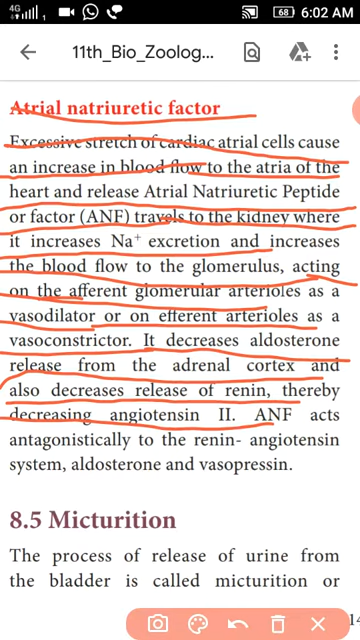 4G
68
6:02 AM
11th_Bio_Zoolog...
Atrial natriuretic factor
Excessive stretch of cardiac atrial cells cause
an increase in blood flow to the atria of the
heart and release Atrial Natriuretic Peptide
or factor (ANF) travels to the kidney where
it increases Na⁺ excretion and increases
the blood flow to the glomerulus, acting
on the afferent glomerular arterioles as a
vasodilator or on efferent arterioles as a
vasoconstrictor. It decreases aldosterone
release from the adrenal cortex and
also decreases release of renin, thereby
decreasing angiotensin II. ANF acts
antagonistically to the renin- angiotensin
system, aldosterone and vasopressin.
8.5 Micturition
The process of release of urine from
the bladder is called micturition or